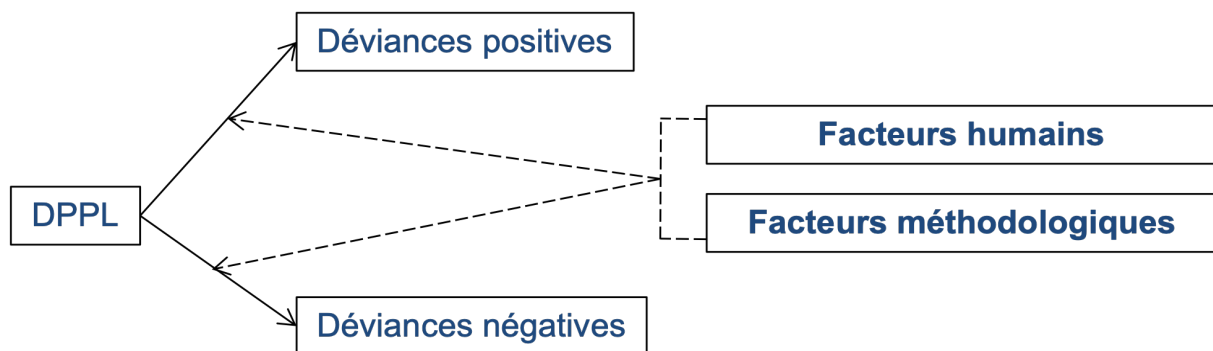 Déviances positives
Facteurs humains
DPPL
Facteurs méthodologiques
Déviances négatives